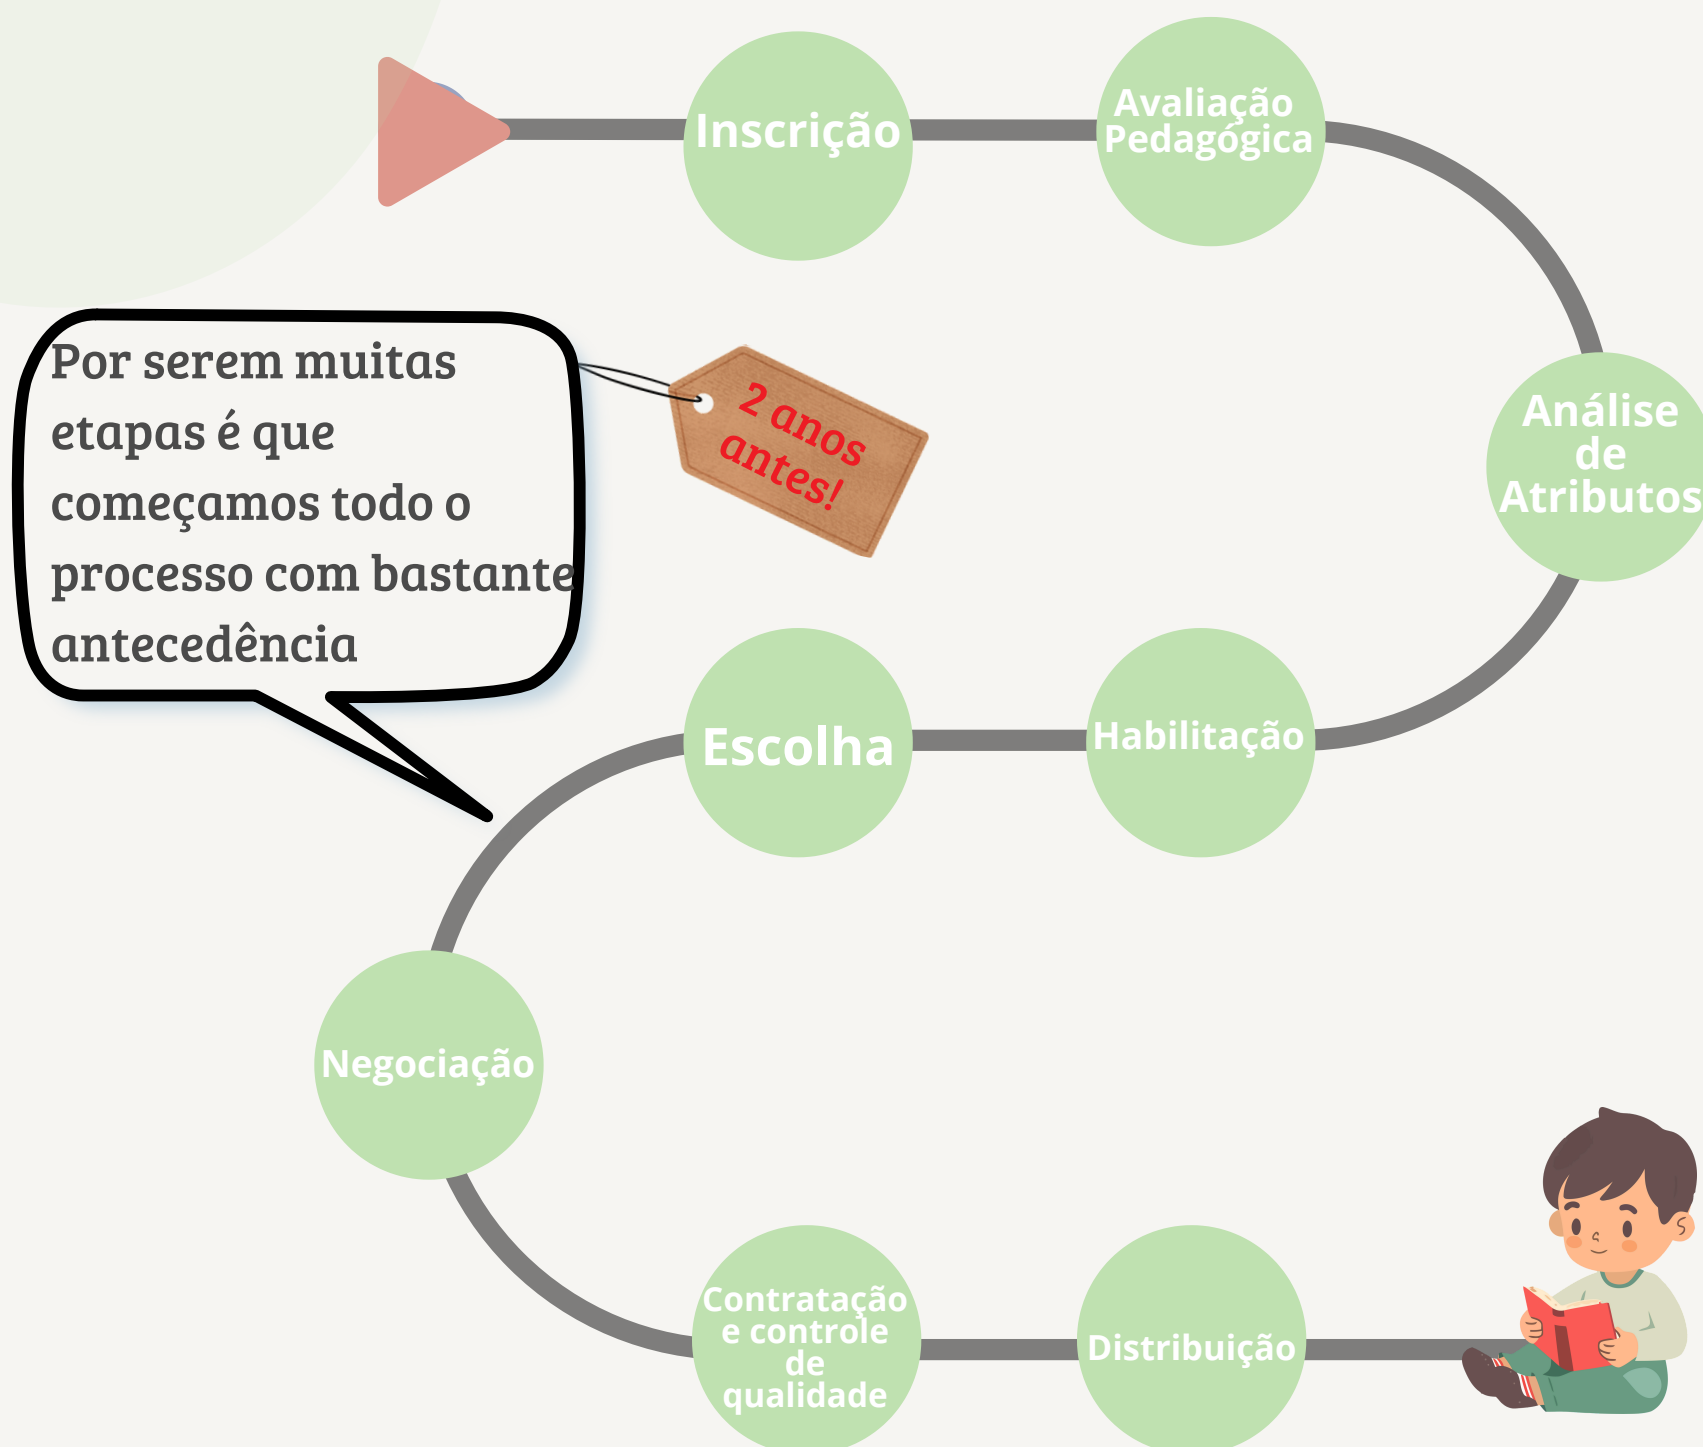 Inscrição
Avaliação
Pedagógica
Análise
de
Atributos
Por serem muitas
etapas é que
começamos todo o
processo com bastante
antecedência
2 anos
antes!
Habilitação
Escolha
Negociação
Contratação
e controle
de
qualidade
Distribuição